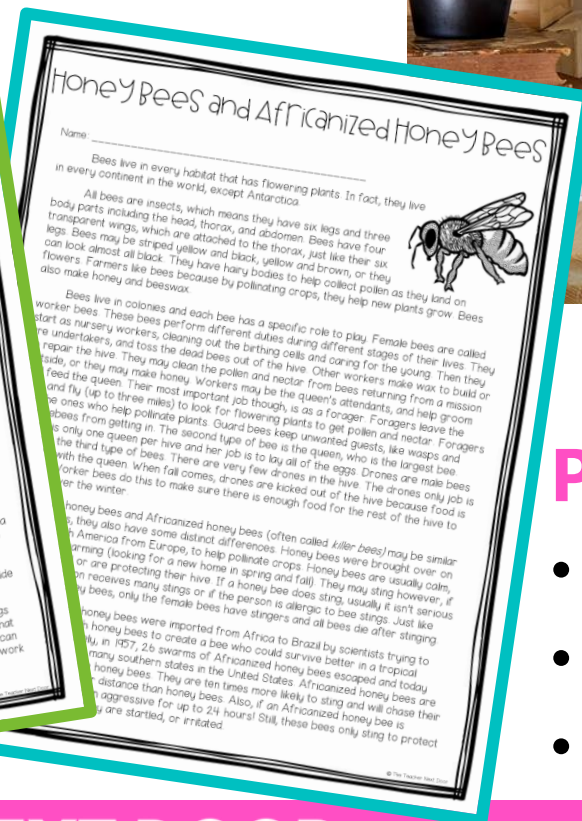 Honey Bees and Africanized Honey Bees
Name:
Bees live in every habitat that has flowering plants. In fact, they live
in every continent in the world, except Antarctica.
All bees are insects, which means they have six legs and three
body parts including the head, thorax, and abdomen. Bees have four
transparent wings, which are attached to the thorax, just like their six
legs. Bees may be striped yellow and black, yellow and brown, or they
can look almost all black. They have hairy bodies to help collect pollen as they land on
flowers. Farmers like bees because by pollinating crops, they help new plants grow. Bees
also make honey and beeswax.
Bees live in colonies and each bee has a specific role to play. Female bees are called
worker bees. These bees perform different duties during different stages of their lives. They
start as nursery workers, cleaning out the birthing cells and caring for the young. Then they
re undertakers, and toss the dead bees out of the hive. Other workers make wax to build or
repair the hive. They may clean the pollen and nectar from bees returning from a mission
tside, or they may make honey. Workers may be the queen's attendants, and help groom
feed the queen. Their most important job though, is as a forager. Foragers leave the
and fly (up to three miles) to look for flowering plants to get pollen and nectar. Foragers
e ones who help pollinate plants. Guard bees keep unwanted guests, like wasps and
ebees from getting in. The second type of bee is the queen, who is the largest bee.
is only one queen per hive and her job is to lay all of the eggs. Drones are male bees
the third type of bees. There are very few drones in the hive. The drones only job is
with the queen. When fall comes, drones are kicked out of the hive because food is
Worker bees do this to make sure there is enough food for the rest of the hive to
ver the winter.
honey bees and Africanized honey bees (often called killer bees) may be similar
s, they also have some distinct differences. Honey bees were brought over on
h America from Europe, to help pollinate crops. Honey bees are usually calm,
arming (looking for a new home in spring and fall). They may sting however, if
or are protecting their hive. If a honey bee does sting, usually it isn't serious
on receives many stings or if the person is allergic to bee stings. Just like
y bees, only the female bees have stingers and all bees die after stinging.
honey bees were imported from Africa to Brazil by scientists trying to
h honey bees to create a bee who could survive better in a tropical
ly, in 1957, 26 swarms of Africanized honey bees escaped and today
many southern states in the United States. Africanized honey bees are
honey bees. They are ten times more likely to sting and will chase their
r distance than honey bees. Also, if an Africanized honey bee is
n aggressive for up to 24 hours! Still, these bees only sting to protect
y are startled, or irritated.
© The Teacher Next Door
a
de
gs
hat
can
work
The Teacher Next Door
P